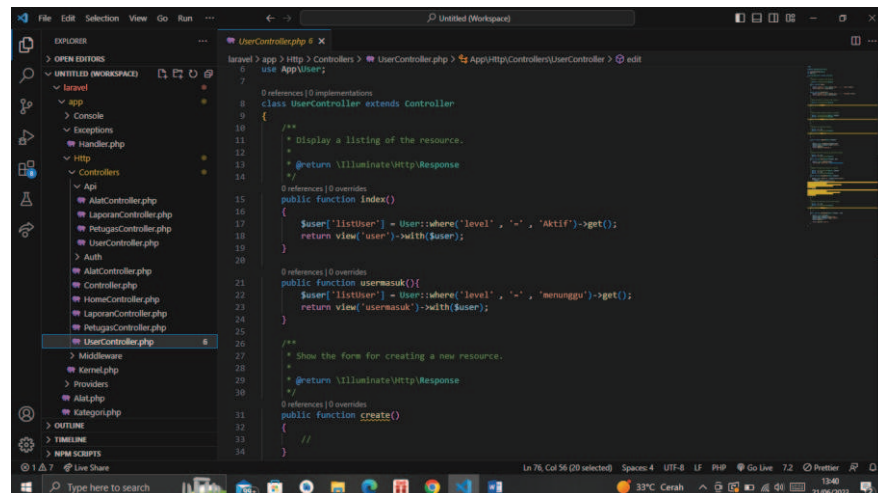 File Edit Selection View Go Run ···
Untitled (Workspace)
EXPLORER
UserController.php 6
> OPEN EDITORS
laravel > app > Http > Controllers > UserController.php > App\Http\Controllers\UserController > edit
UNTITLED (WORKSPACE)
laravel
app
> Console
Exceptions
Handler.php
Http
Controllers
Api
AlatController.php
LaporanController.php
PetugasController.php
UserController.php
> Auth
AlatController.php
Controller.php
HomeController.php
LaporanController.php
PetugasController.php
UserController.php 6
> Middleware
Kernel.php
> Providers
Alat.php
Kategori.php
> OUTLINE
> TIMELINE
> NPM SCRIPTS
6 use App\User;
7
0 references | 0 implementations
8 class UserController extends Controller
9 {
10 /**
11 * Display a listing of the resource.
12 *
13 * @return \Illuminate\Http\Response
14 */
0 references | 0 overrides
15 public function index()
16 {
17 $user['listUser'] = User::where('level' , '=' , 'Aktif')->get();
18 return view('user')->with($user);
19 }
20
0 references | 0 overrides
21 public function usermasuk(){
22 $user['listUser'] = User::where('level' , '=' , 'menunggu')->get();
23 return view('usermasuk')->with($user);
24 }
25
26 /**
27 * Show the form for creating a new resource.
28 *
29 * @return \Illuminate\Http\Response
30 */
0 references | 0 overrides
31 public function create()
32 {
33 //
34 }
1 7 Live Share
Ln 76, Col 56 (20 selected) Spaces: 4 UTF-8 LF PHP Go Live 7.2 Prettier
Type here to search
33°C Cerah
13:40